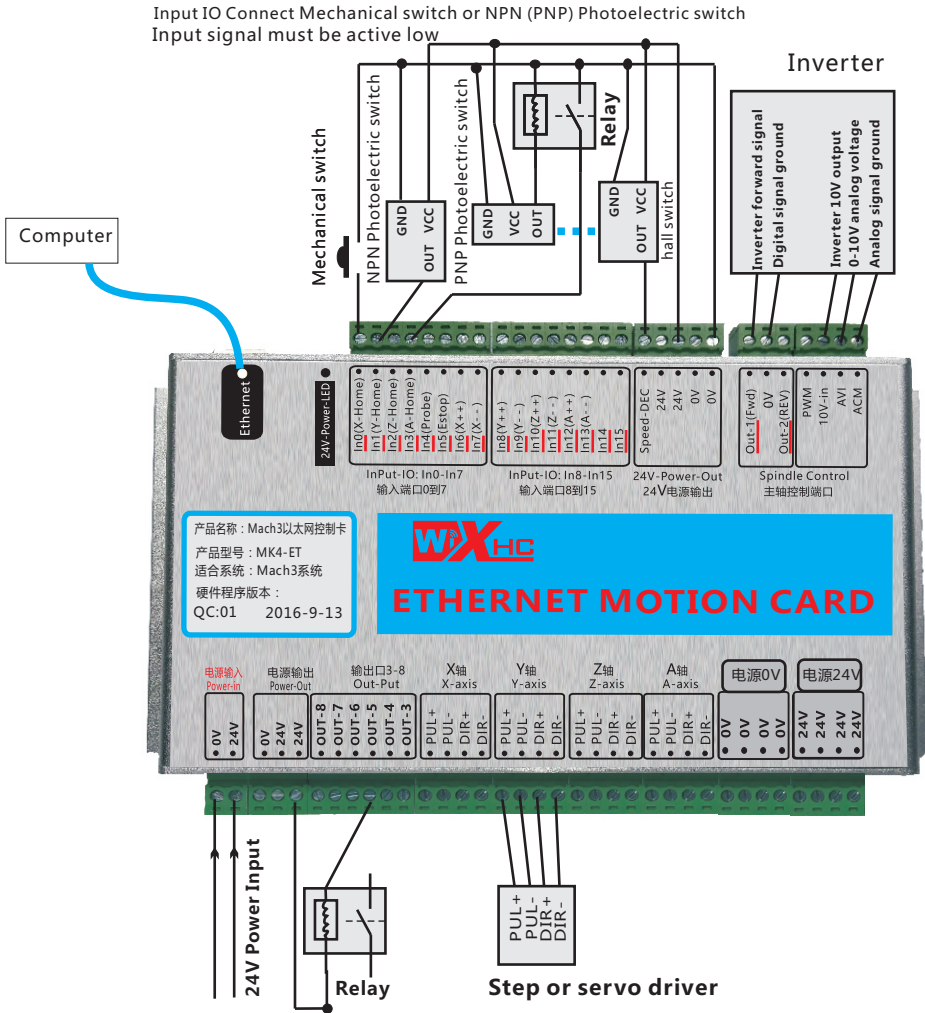 Input IO Connect Mechanical switch or NPN (PNP) Photoelectric switch
Input signal must be active low
Inverter
Computer
Mechanical switch
NPN Photoelectric switch
GND
OUT VCC
PNP Photoelectric switch
GND
VCC
OUT
Relay
GND
OUT VCC
hall switch
Inverter forward signal
Digital signal ground
Inverter 10V output
0-10V analog voltage
Analog signal ground
Ethernet
24V-Power-LED
In0(X-Home)
In1(Y-Home)
In2(Z-Home)
In3(A-Home)
In4(Probe)
In5(Estop)
In6(X++)
In7(X--)
InPut-IO: In0-In7
输入端口0到7
In8(Y++)
In9(Y--)
In10(Z++)
In11(Z--)
In12(A++)
In13(A--)
In14
In15
InPut-IO: In8-In15
输入端口8到15
Speed-DEC
24V
24V
0V
0V
24V-Power-Out
24V电源输出
Out-1(Fwd)
0V
Out-2(REV)
PWM
10V-in
AVI
ACM
Spindle Control
主轴控制端口
产品名称：Mach3以太网控制卡
产品型号：MK4-ET
适合系统：Mach3系统
硬件程序版本：
QC:01 2016-9-13
WiXHC
ETHERNET MOTION CARD
电源输入
Power-in
0V
24V
电源输出
Power-Out
0V
24V
24V
输出口3-8
Out-Put
OUT-8
OUT-7
OUT-6
OUT-5
OUT-4
OUT-3
X轴
X-axis
PUL+
PUL-
DIR+
DIR-
Y轴
Y-axis
PUL+
PUL-
DIR+
DIR-
Z轴
Z-axis
PUL+
PUL-
DIR+
DIR-
A轴
A-axis
PUL+
PUL-
DIR+
DIR-
电源0V
0V
0V
0V
0V
电源24V
24V
24V
24V
24V
24V Power Input
Relay
PUL+
PUL-
DIR+
DIR-
Step or servo driver